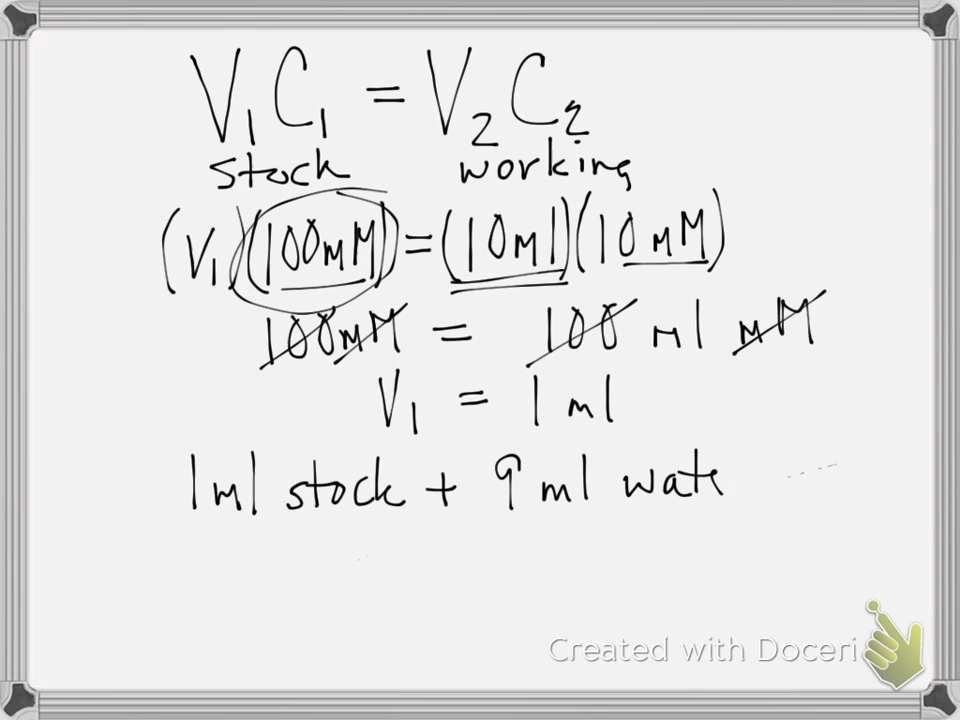 V₁C₁ = V₂C₂
stock working
(V₁)(100mM) = (10ml)(10mM)
100mM = 100 ml mM
V₁ = 1 ml
1ml stock + 9 ml wate
Created with Doceri